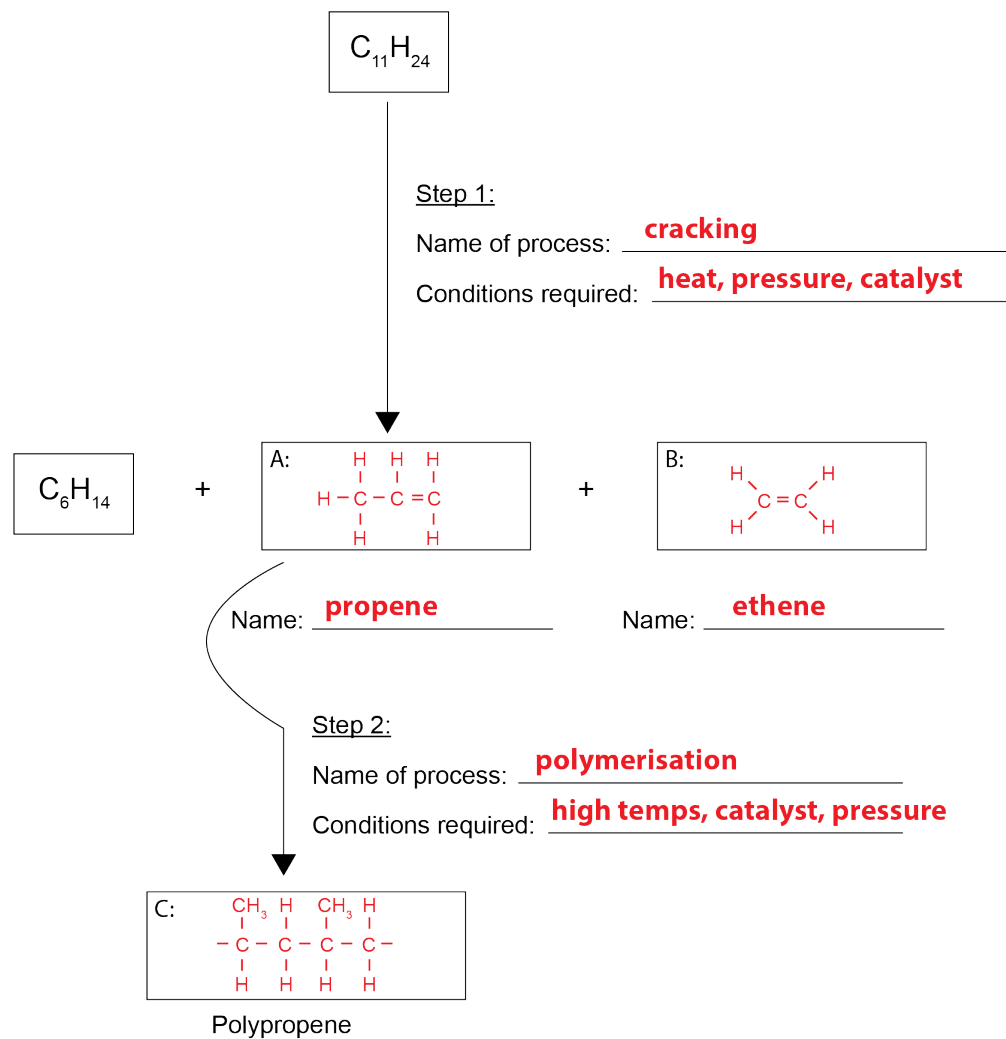 C₁₁H₂₄
Step 1:
Name of process: cracking
Conditions required: heat, pressure, catalyst
C₆H₁₄ + A: + B:
H H H
H – C – C = C
H H
H H
C = C
H H
Name: propene Name: ethene
Step 2:
Name of process: polymerisation
Conditions required: high temps, catalyst, pressure
C:
CH₃ H CH₃ H
– C – C – C – C –
H H H H
Polypropene